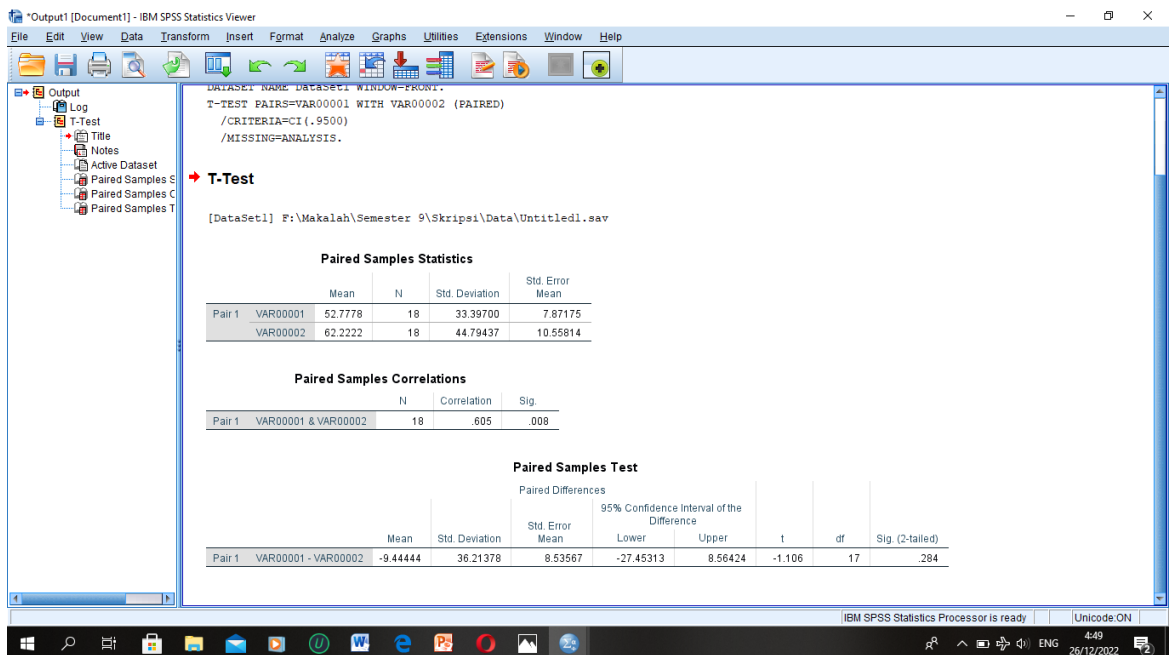 *Output1 [Document1] - IBM SPSS Statistics Viewer
File Edit View Data Transform Insert Format Analyze Graphs Utilities Extensions Window Help
Output
Log
T-Test
Title
Notes
Active Dataset
Paired Samples S
Paired Samples C
Paired Samples T
DATASET NAME DataSet1 WINDOW=FRONT.
T-TEST PAIRS=VAR00001 WITH VAR00002 (PAIRED)
/CRITERIA=CI(.9500)
/MISSING=ANALYSIS.
T-Test
[DataSet1] F:\Makalah\Semester 9\Skripsi\Data\Untitled1.sav
Paired Samples Statistics
Mean N Std. Deviation Std. Error Mean
Pair 1 VAR00001 52.7778 18 33.39700 7.87175
VAR00002 62.2222 18 44.79437 10.55814
Paired Samples Correlations
N Correlation Sig.
Pair 1 VAR00001 & VAR00002 18 .605 .008
Paired Samples Test
Paired Differences
95% Confidence Interval of the Difference
Mean Std. Deviation Std. Error Mean Lower Upper t df Sig. (2-tailed)
Pair 1 VAR00001 - VAR00002 -9.44444 36.21378 8.53567 -27.45313 8.56424 -1.106 17 .284
IBM SPSS Statistics Processor is ready Unicode:ON
ENG 4:49
26/12/2022